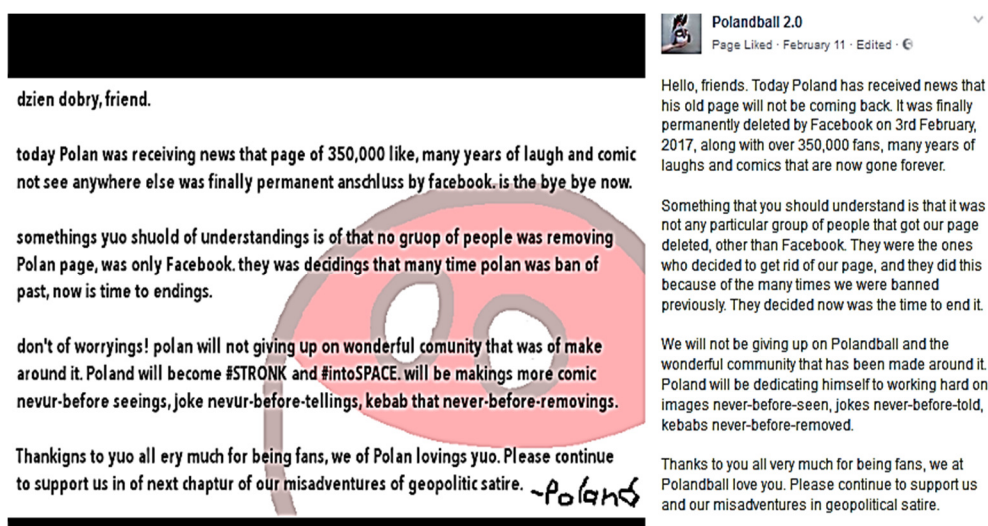 dzien dobry, friend.
today Polan was receiving news that page of 350,000 like, many years of laugh and comic
not see anywhere else was finally permanent anschluss by facebook. is the bye bye now.
somethings yuo shuold of understandings is of that no gruop of people was removing
Polan page, was only Facebook. they was decidings that many time polan was ban of
past, now is time to endings.
don't of worryings! polan will not giving up on wonderful comunity that was of make
around it. Poland will become #STRONK and #intoSPACE. will be makings more comic
nevur-before seeings, joke nevur-before-tellings, kebab that never-before-removings.
Thankigns to yuo all ery much for being fans, we of Polan lovings yuo. Please continue
to support us in of next chaptur of our misadventures of geopolitic satire. ~Poland
Polandball 2.0
Page Liked · February 11 · Edited ·
Hello, friends. Today Poland has received news that
his old page will not be coming back. It was finally
permanently deleted by Facebook on 3rd February,
2017, along with over 350,000 fans, many years of
laughs and comics that are now gone forever.
Something that you should understand is that it was
not any particular group of people that got our page
deleted, other than Facebook. They were the ones
who decided to get rid of our page, and they did this
because of the many times we were banned
previously. They decided now was the time to end it.
We will not be giving up on Polandball and the
wonderful community that has been made around it.
Poland will be dedicating himself to working hard on
images never-before-seen, jokes never-before-told,
kebabs never-before-removed.
Thanks to you all very much for being fans, we at
Polandball love you. Please continue to support us
and our misadventures in geopolitical satire.